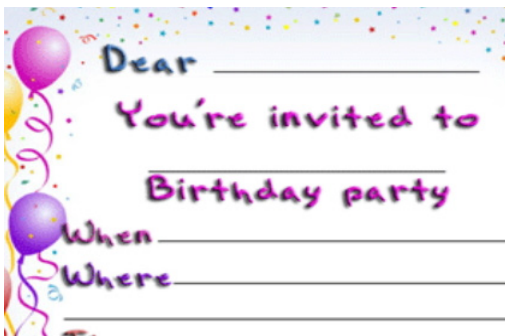 Dear
You're invited to
Birthday party
When
Where